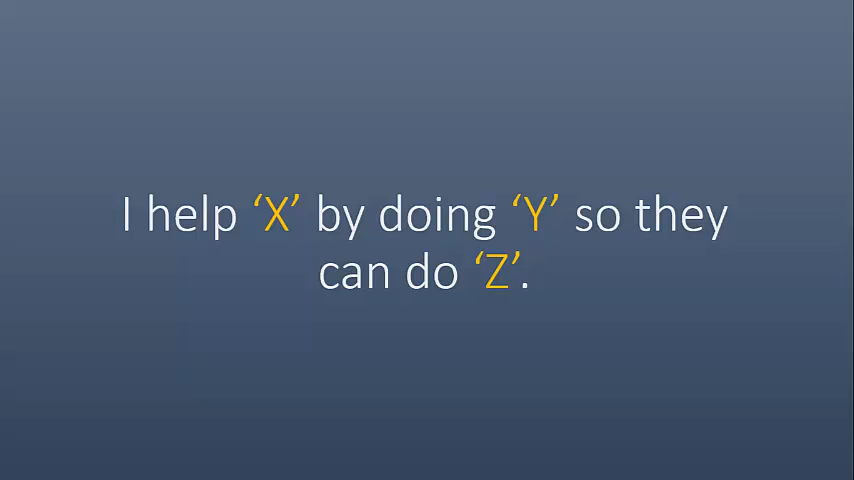 I help ‘X’ by doing ‘Y’ so they
can do ‘Z’.